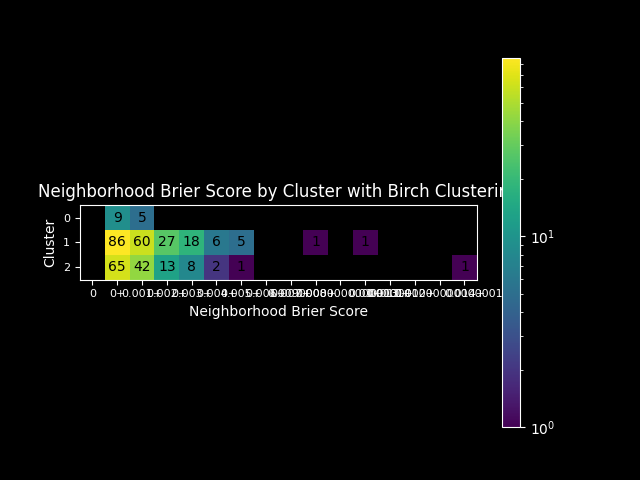 Neighborhood Brier Score by Cluster with Birch Clusterin
Cluster
0 9 5
1 86 60 27 18 6 5 1 1
2 65 42 13 8 2 1 1
0 0+
Neighborhood Brier Score
10^1
10^0